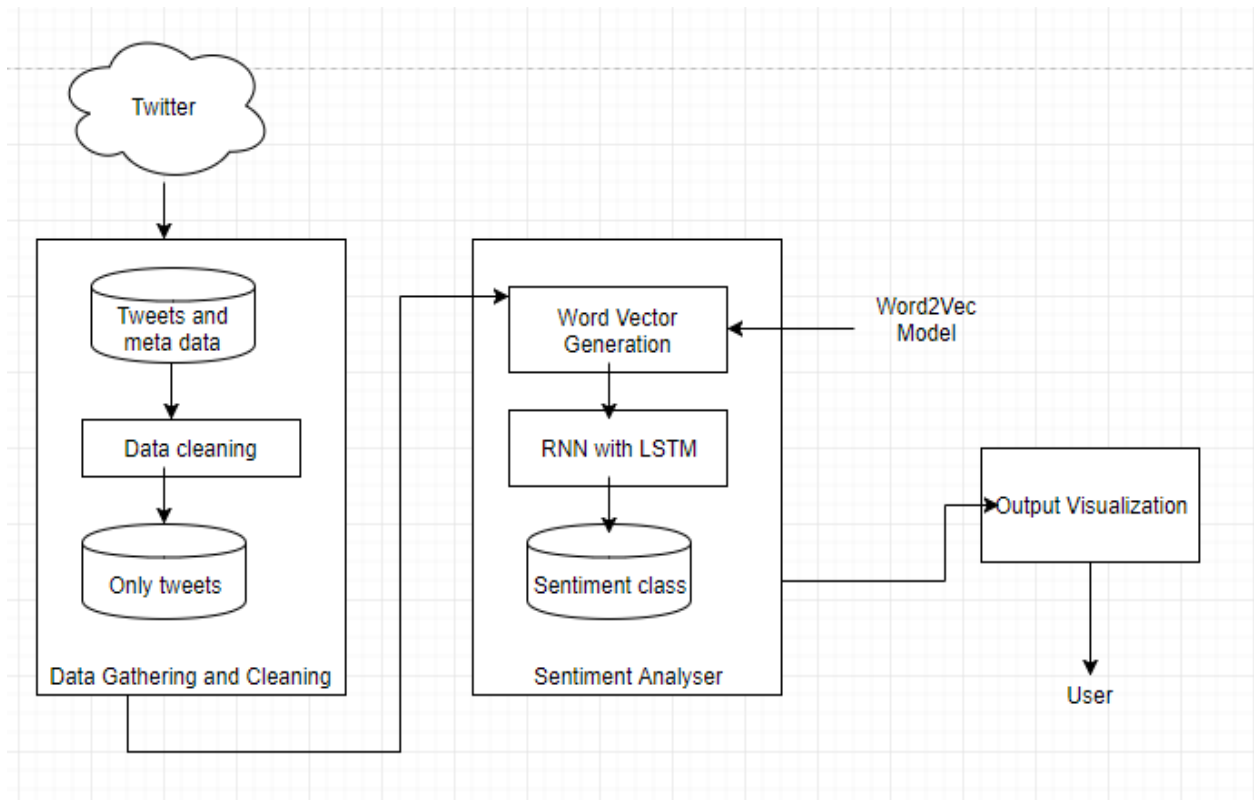 Twitter
Tweets and
meta data
Data cleaning
Only tweets
Data Gathering and Cleaning
Word Vector
Generation
RNN with LSTM
Sentiment class
Sentiment Analyser
Word2Vec
Model
Output Visualization
User